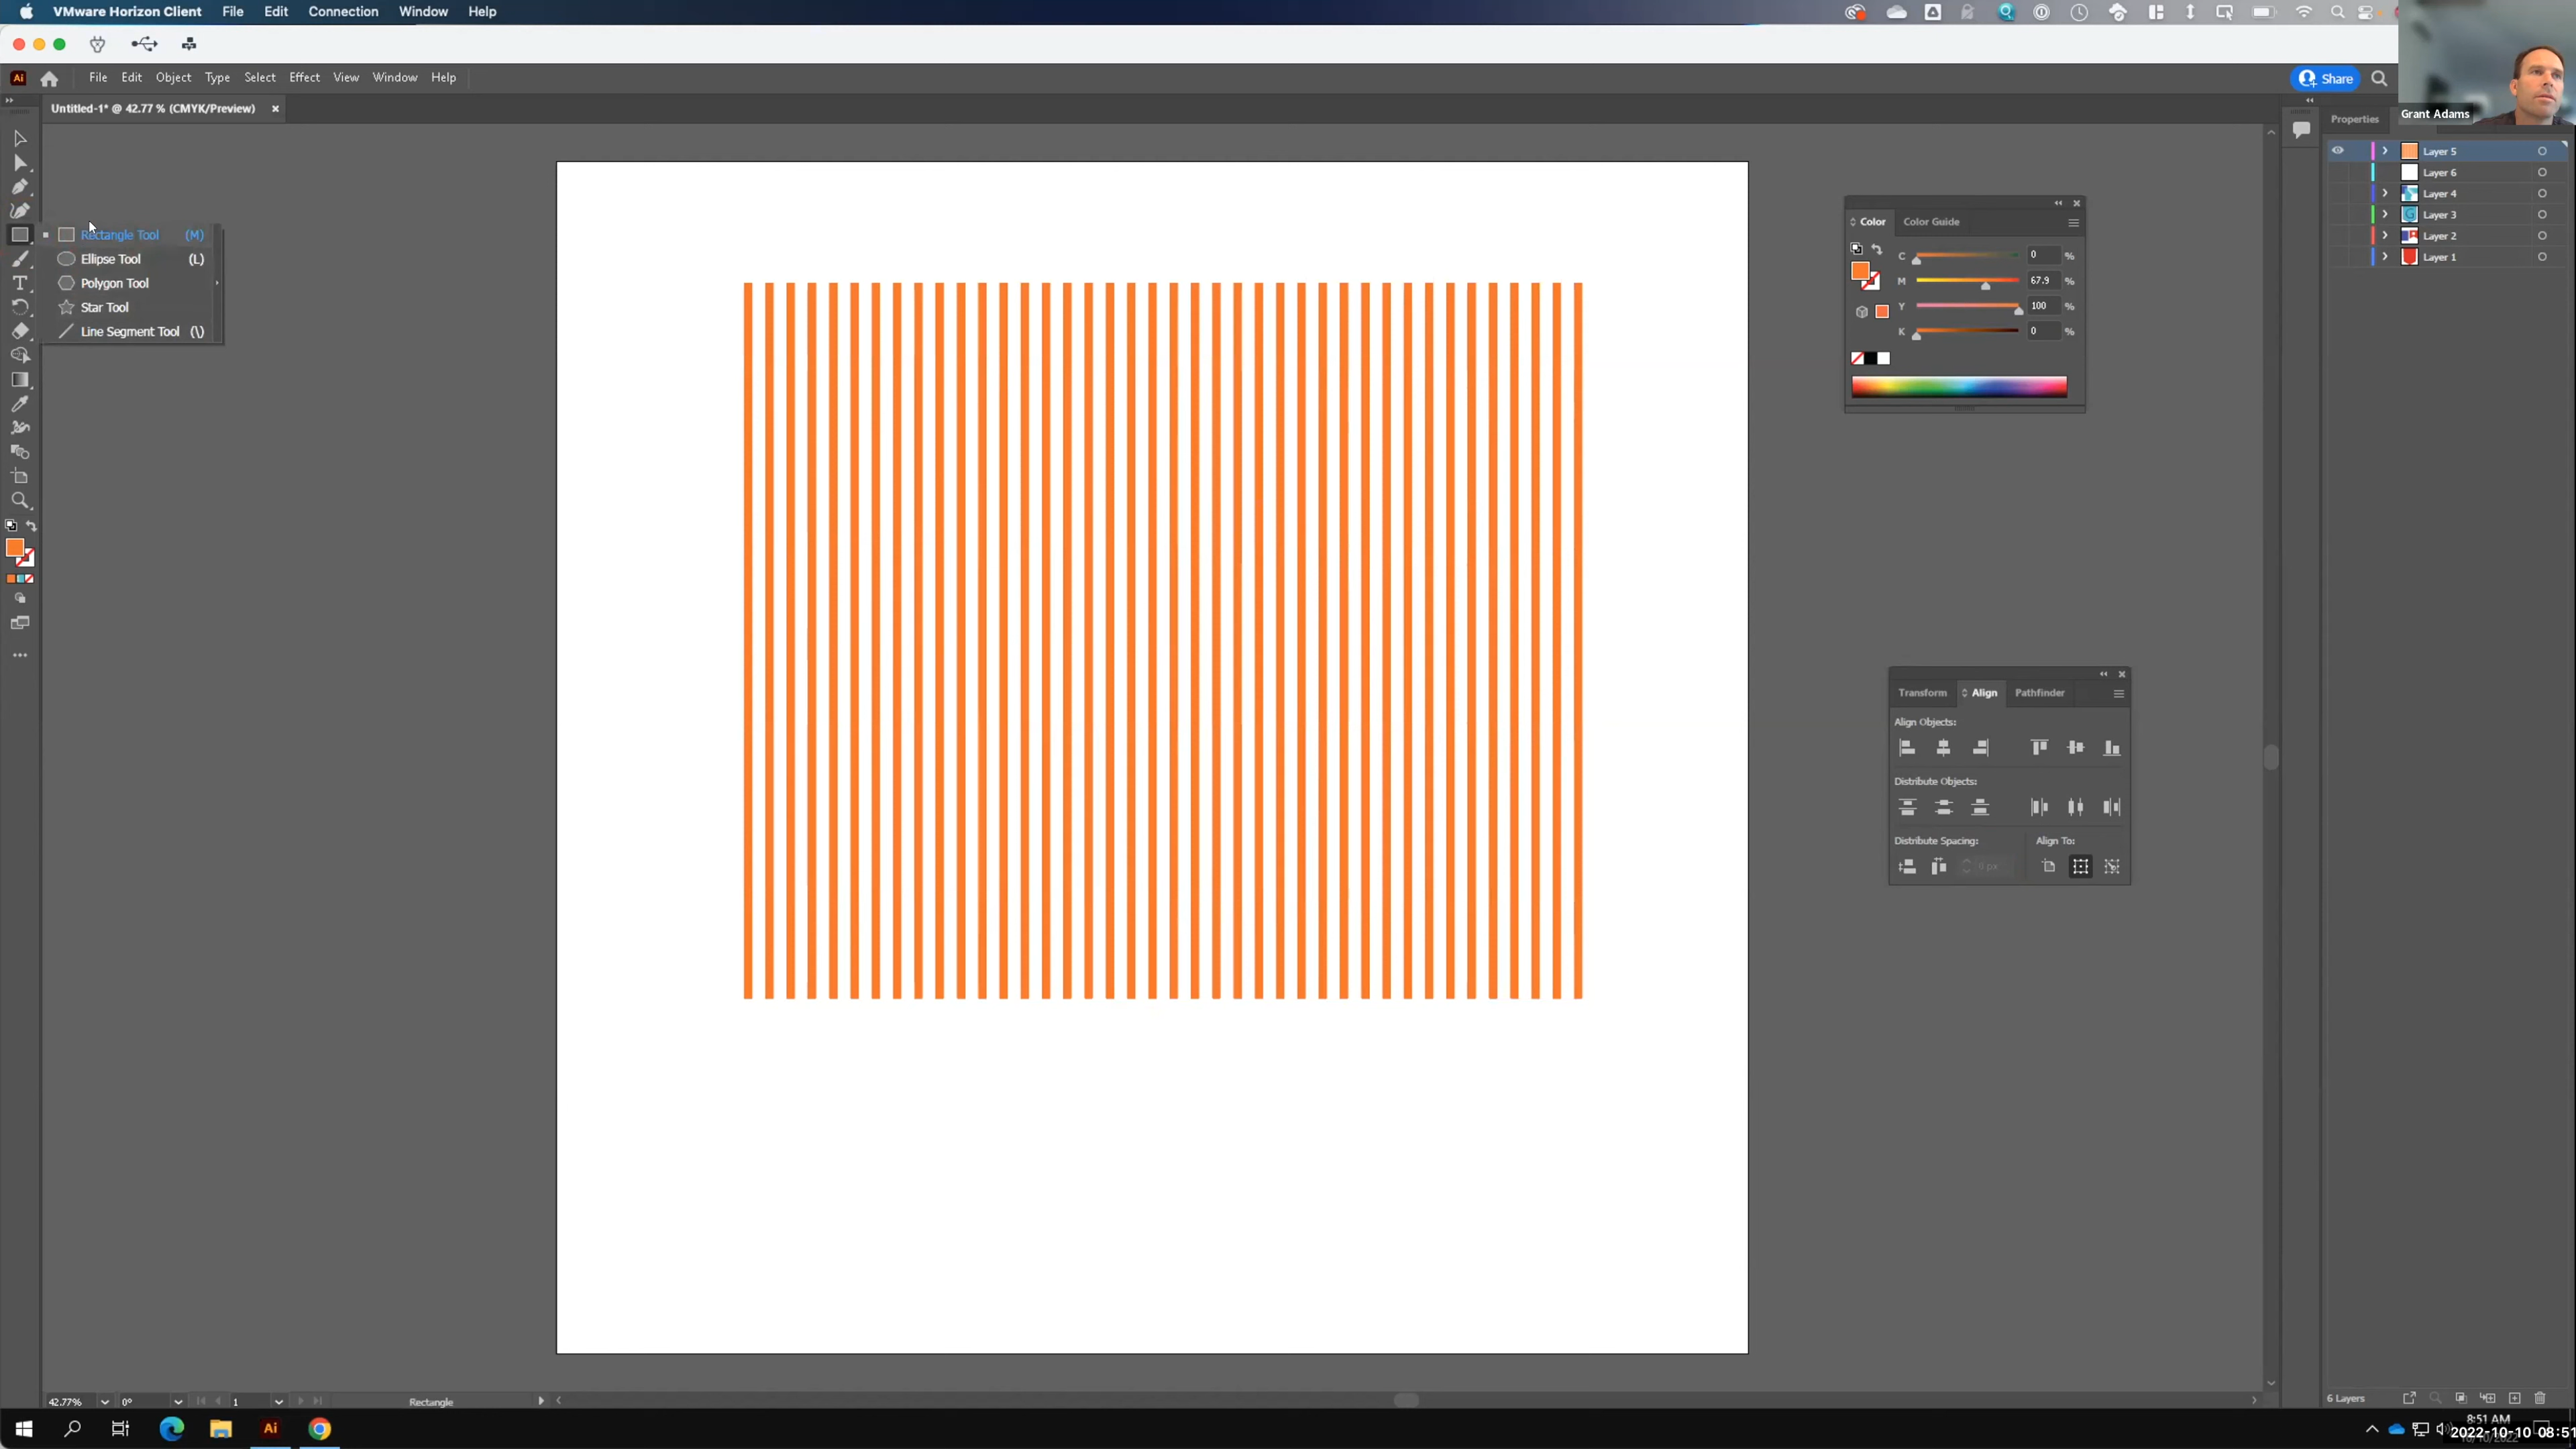 VMware Horizon Client File Edit Connection Window Help
Ai File Edit Object Type Select Effect View Window Help
Share
Untitled-1* @ 42.77 % (CMYK/Preview)
Grant Adams
Properties
Rectangle Tool (M)
Ellipse Tool (L)
Polygon Tool
Star Tool
Line Segment Tool (\)
Color Color Guide
C 0 %
M 67.9 %
Y 100 %
K 0 %
Layer 5
Layer 6
Layer 4
Layer 3
Layer 2
Layer 1
Transform Align Pathfinder
Align Objects:
Distribute Objects:
Distribute Spacing: Align To:
0 px
42.77% 0° 1 Rectangle
6 Layers
Ai
8:51 AM
2022-10-10 08:51